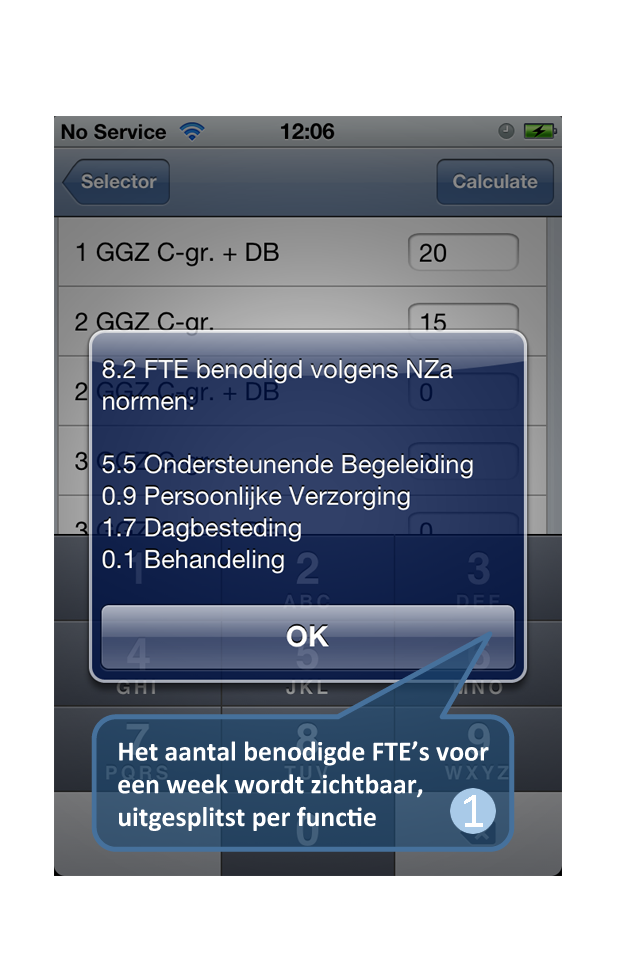 No Service 12:06
Selector Calculate
1 GGZ C-gr. + DB 20
2 GGZ C-gr. 15
2 GGZ C-gr. + DB 0
8.2 FTE benodigd volgens NZa
normen:
5.5 Ondersteunende Begeleiding
0.9 Persoonlijke Verzorging
1.7 Dagbesteding
0.1 Behandeling
OK
3
3 0
1 2 3
ABC DEF
4 5 6
GHI JKL MNO
7 8 9
PQRS TUV WXYZ
0
Het aantal benodigde FTE's voor
een week wordt zichtbaar,
uitgesplitst per functie
1